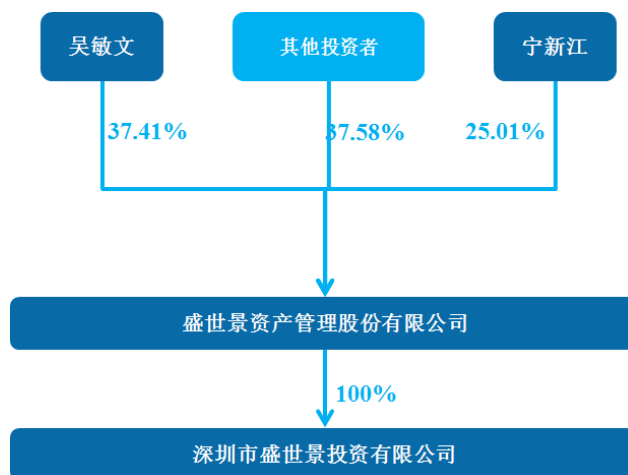 吴敏文
其他投资者
宁新江
37.41%
37.58%
25.01%
盛世景资产管理股份有限公司
100%
深圳市盛世景投资有限公司